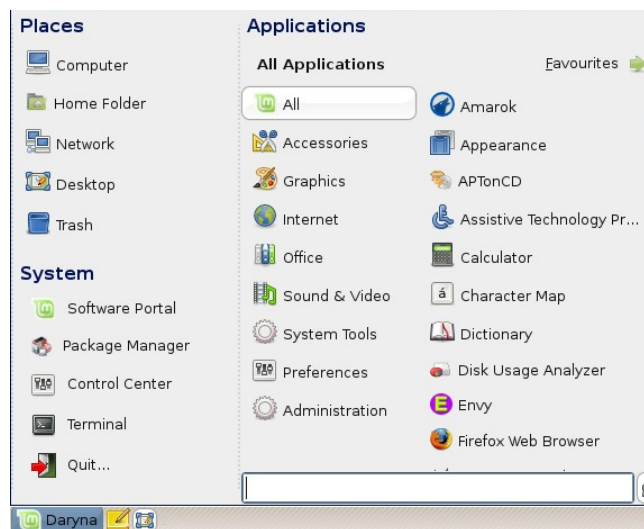 Places
Computer
Home Folder
Network
Desktop
Trash
System
Software Portal
Package Manager
Control Center
Terminal
Quit...
Applications
All Applications
Favourites
All
Accessories
Graphics
Internet
Office
Sound & Video
System Tools
Preferences
Administration
Amarok
Appearance
APTonCD
Assistive Technology Pr...
Calculator
á Character Map
Dictionary
Disk Usage Analyzer
E Envy
Firefox Web Browser
Daryna